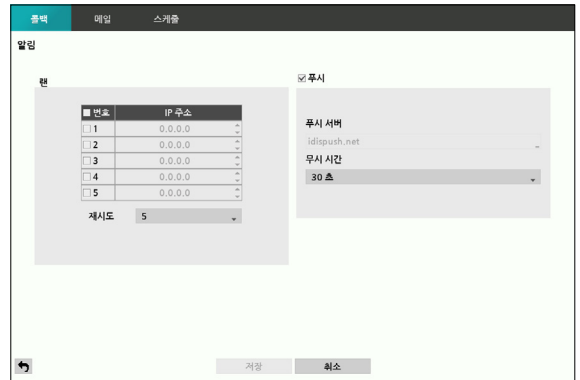 콜백 메일 스케줄
알림
랜
번호 IP 주소
1 0.0.0.0
2 0.0.0.0
3 0.0.0.0
4 0.0.0.0
5 0.0.0.0
재시도 5
푸시
푸시 서버
idispush.net
무시 시간
30 초
저장 취소